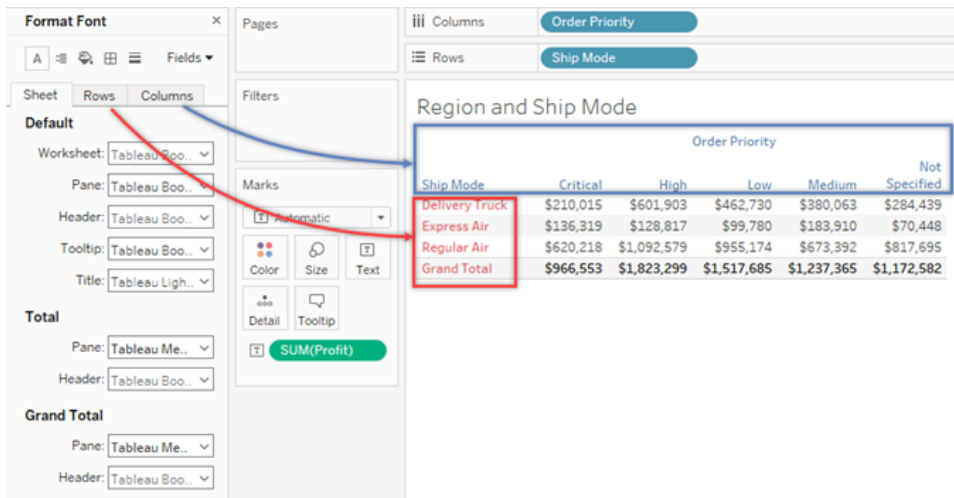 Format Font ×
A Fields
Sheet Rows Columns
Default
Worksheet: Tableau Boo..
Pane: Tableau Boo..
Header: Tableau Boo..
Tooltip: Tableau Boo..
Title: Tableau Ligh..
Total
Pane: Tableau Me..
Header: Tableau Boo..
Grand Total
Pane: Tableau Me..
Header: Tableau Boo..
Pages
Filters
Marks
T Automatic
Color Size Text
Detail Tooltip
T SUM(Profit)
iii Columns Order Priority
Rows Ship Mode
Region and Ship Mode
Order Priority
Ship Mode Critical High Low Medium Not Specified
Delivery Truck $210,015 $601,903 $462,730 $380,063 $284,439
Express Air $136,319 $128,817 $99,780 $183,910 $70,448
Regular Air $620,218 $1,092,579 $955,174 $673,392 $817,695
Grand Total $966,553 $1,823,299 $1,517,685 $1,237,365 $1,172,582